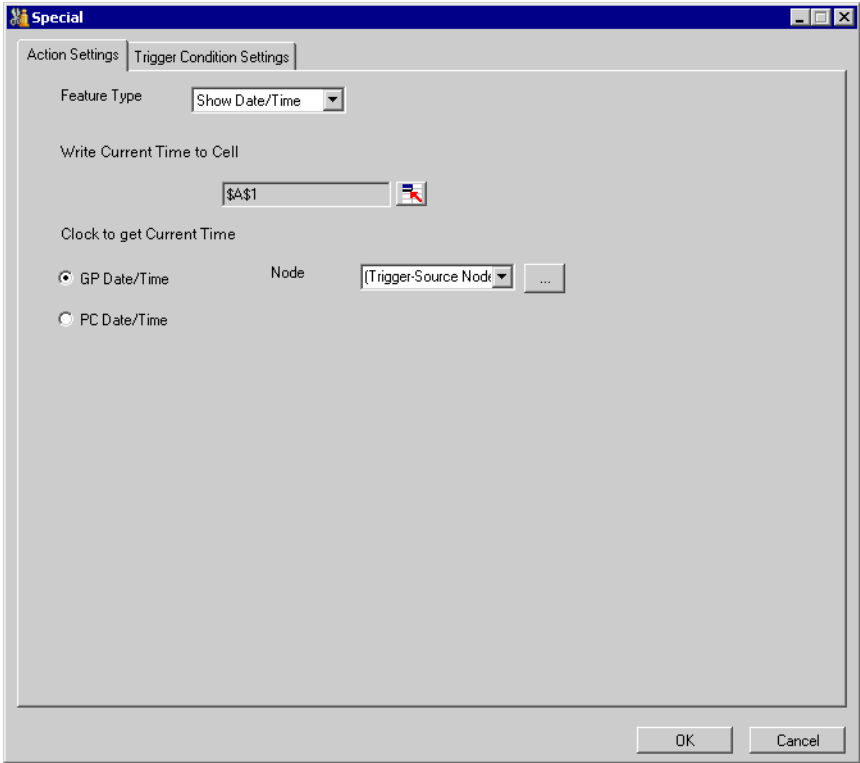 Special
Action Settings Trigger Condition Settings
Feature Type Show Date/Time
Write Current Time to Cell
$A$1
Clock to get Current Time
GP Date/Time Node (Trigger-Source Node ...
PC Date/Time
OK Cancel